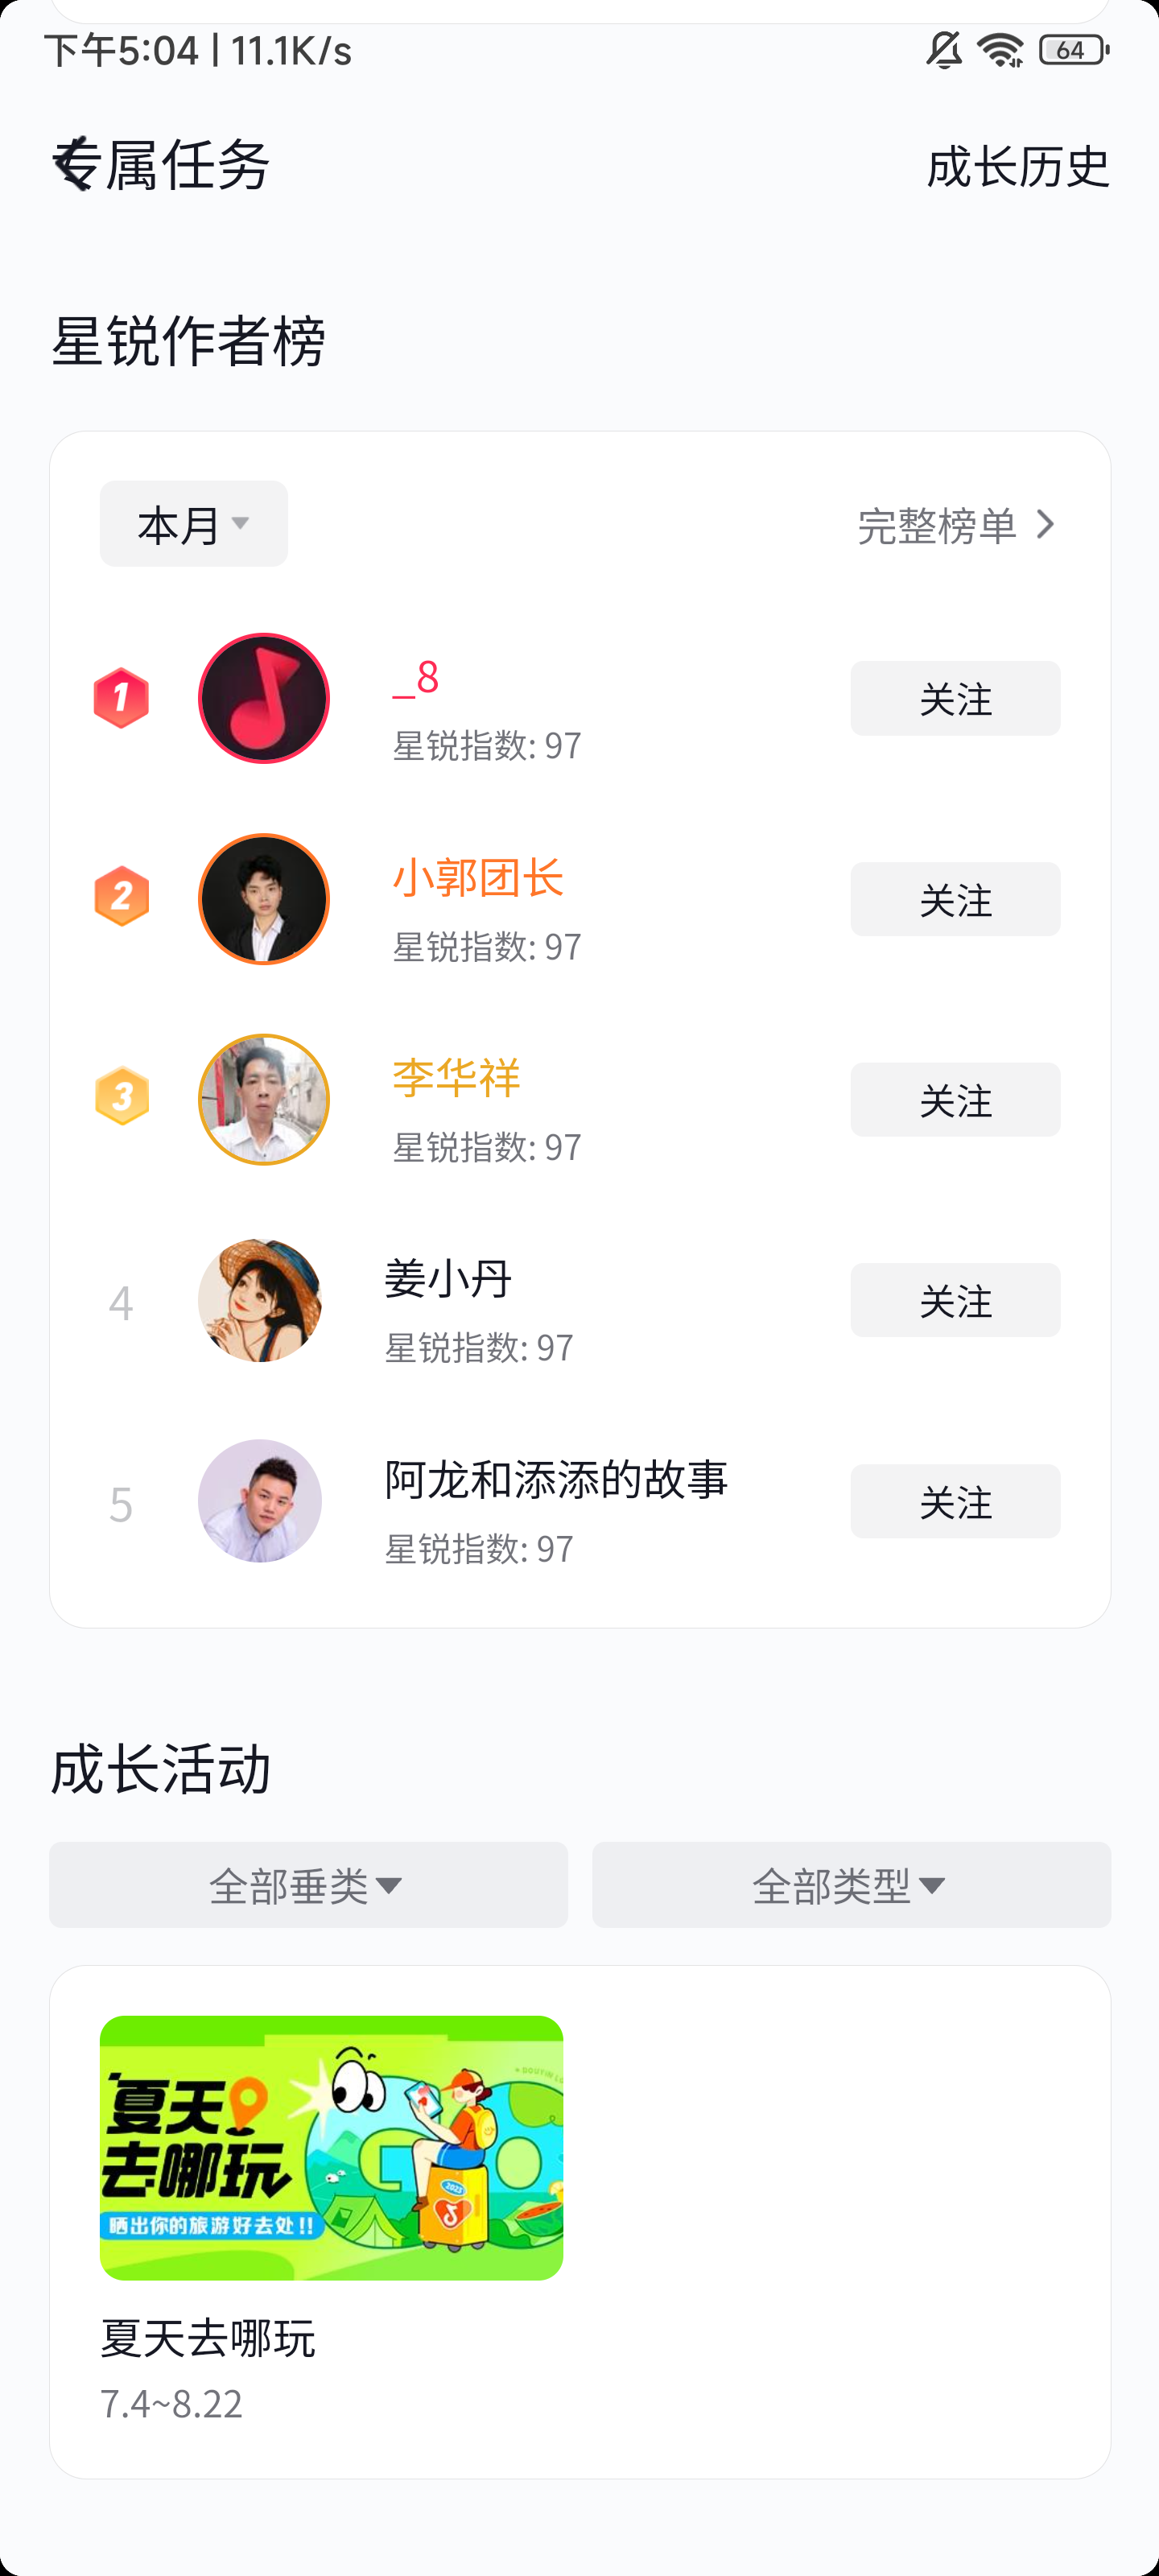 下午5:04 | 11.1K/s
64
专属任务
成长历史
星锐作者榜
本月
完整榜单
1
_8
星锐指数: 97
关注
2
小郭团长
星锐指数: 97
关注
3
李华祥
星锐指数: 97
关注
4
姜小丹
星锐指数: 97
关注
5
阿龙和添添的故事
星锐指数: 97
关注
成长活动
全部垂类
全部类型
夏天
去哪玩
晒出你的旅游好去处!!
GO
2023
夏天去哪玩
7.4~8.22